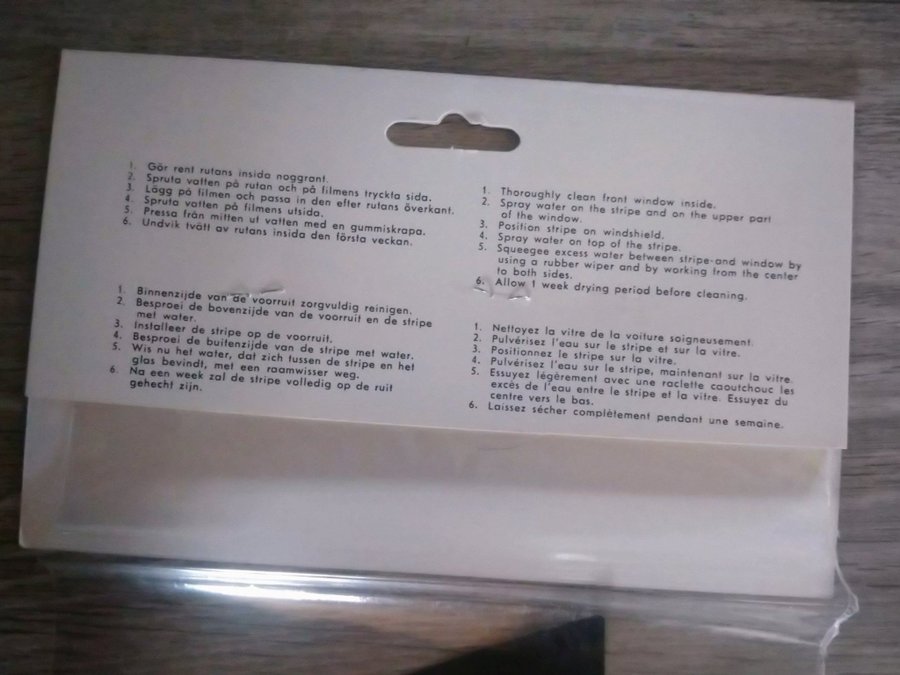 1. Gör rent rutans insida noggrant.
2. Spruta vatten på rutan och på filmens tryckta sida.
3. Lägg på filmen och passa in den efter rutans överkant.
4. Spruta vatten på filmens utsida.
5. Pressa från mitten ut vatten med en gummiskrapa.
6. Undvik tvätt av rutans insida den första veckan.
1. Thoroughly clean front window inside.
2. Spray water on the stripe and on the upper part
of the window.
3. Position stripe on windshield.
4. Spray water on top of the stripe.
5. Squeegee excess water between stripe and window by
using a rubber wiper and by working from the center
to both sides.
6. Allow 1 week drying period before cleaning.
1. Binnenzijde van de voorruit zorgvuldig reinigen.
2. Besproei de bovenzijde van de voorruit en de stripe
met water.
3. Installeer de stripe op de voorruit.
4. Besproei de buitenzijde van de stripe met water.
5. Wis nu het water, dat zich tussen de stripe en het
glas bevindt, met een raamwisser weg.
6. Na een week zal de stripe volledig op de ruit
gehecht zijn.
1. Nettoyez la vitre de la voiture soigneusement.
2. Pulvérisez l'eau sur le stripe et sur la vitre.
3. Positionnez le stripe sur la vitre.
4. Pulvérisez l'eau sur le stripe, maintenant sur la vitre.
5. Essuyez légèrement avec une raclette caoutchouc les
excés de l'eau entre le stripe et la vitre. Essuyez du
centre vers le bas.
6. Laissez sécher complètement pendant une semaine.